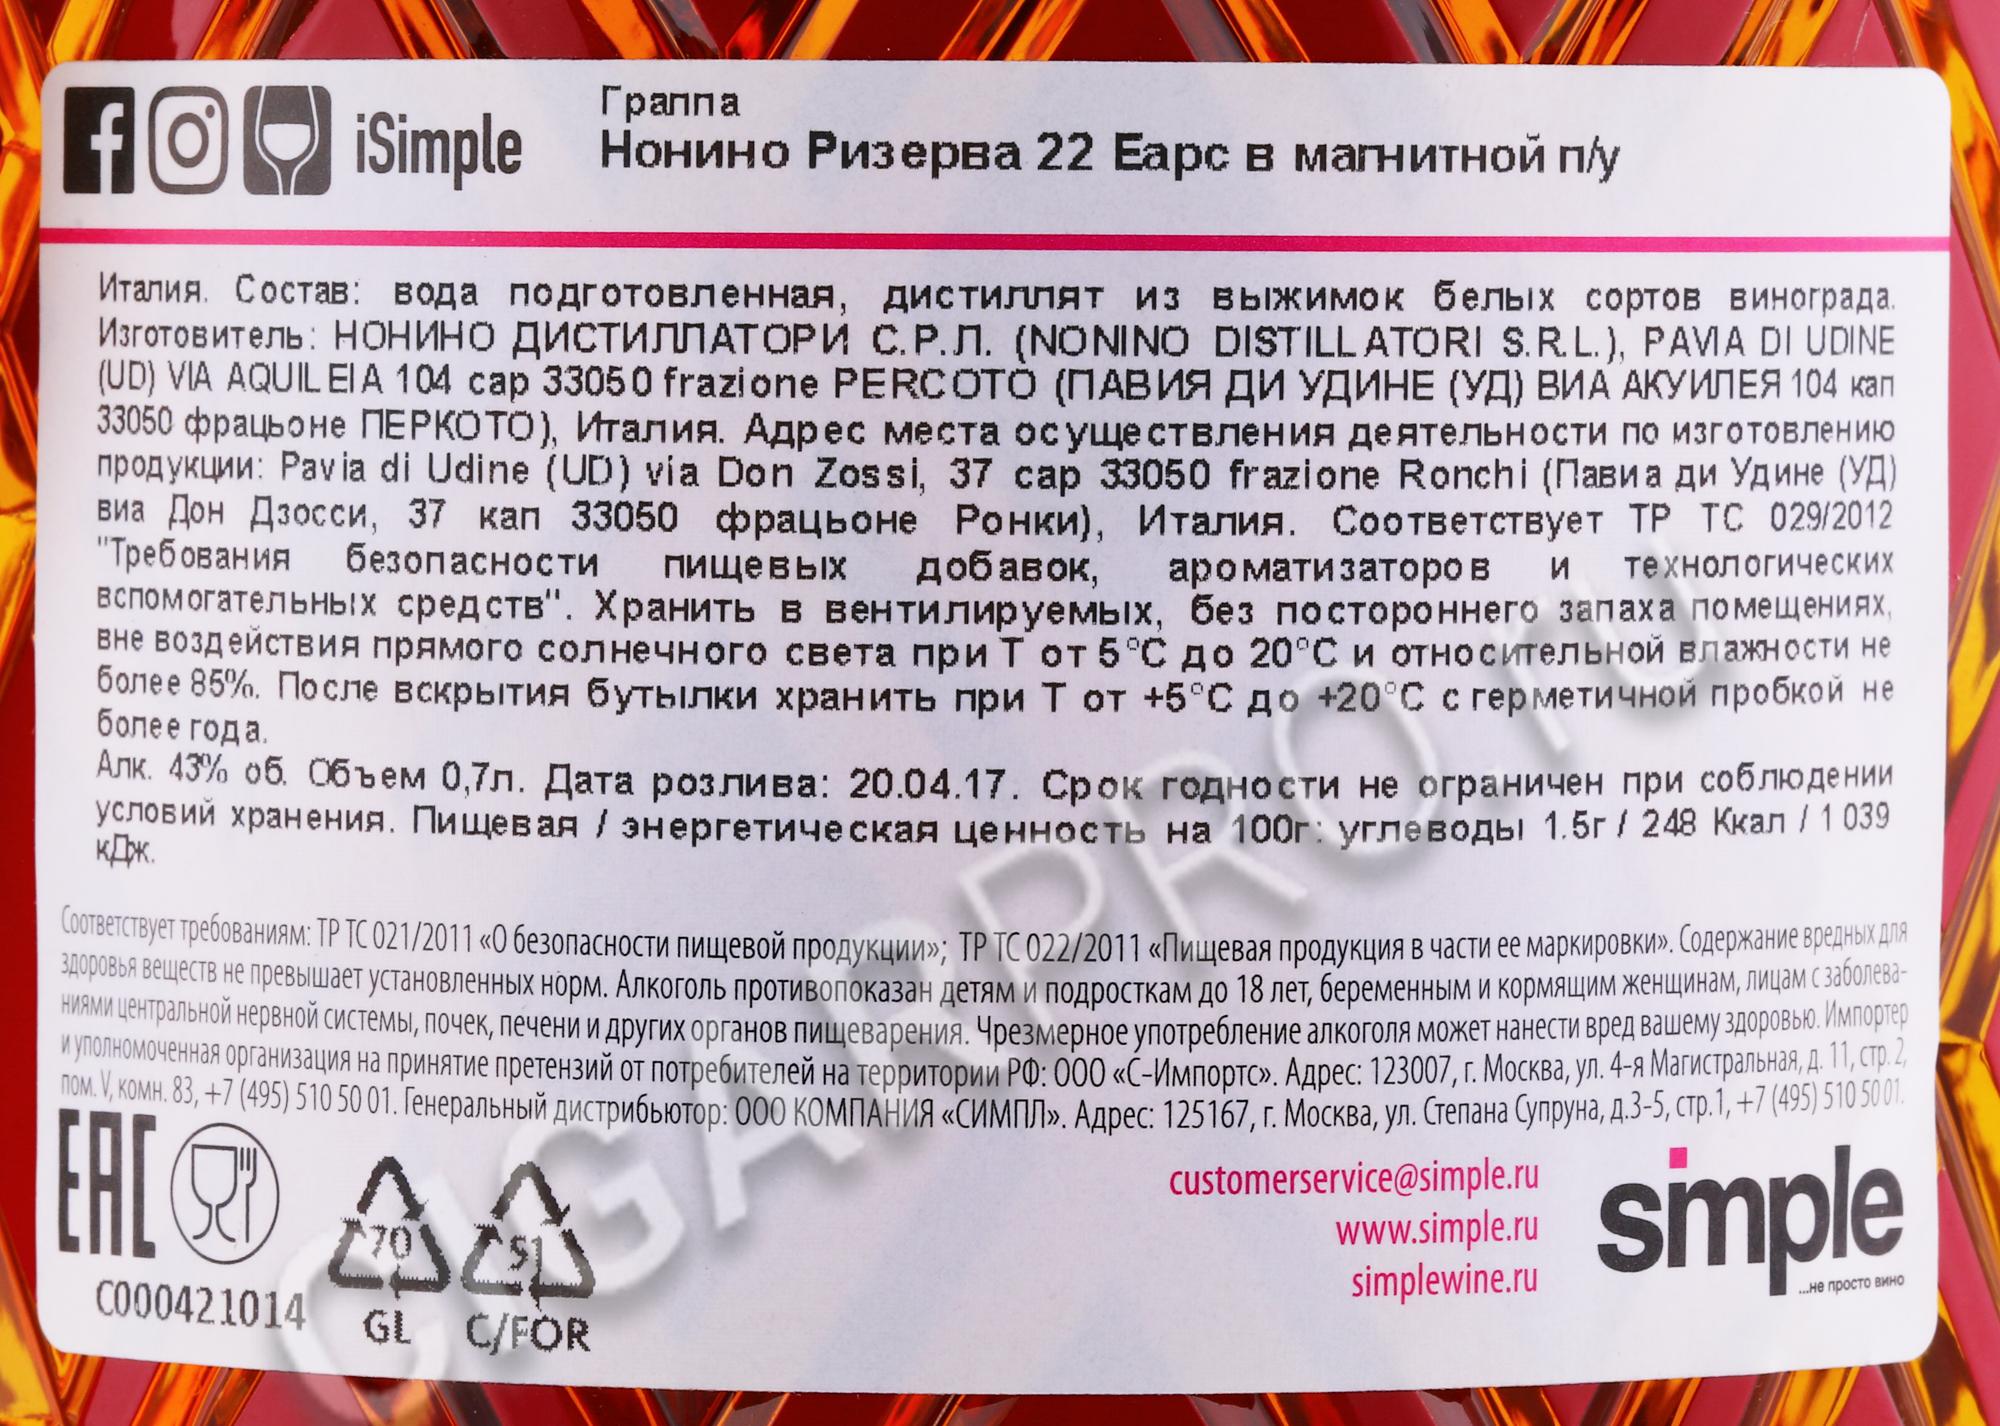 iSimple
Граппа
Нонино Ризерва 22 Еарс в магнитной п/у
Италия. Состав: вода подготовленная, дистиллят из выжимок белых сортов винограда.
Изготовитель: НОНИНО ДИСТИЛЛАТОРИ С.Р.Л. (NONINO DISTILLATORI S.R.L.), PAVIA DI UDINE
(UD) VIA AQUILEIA 104 cap 33050 frazione PERCOTO (ПАВИЯ ДИ УДИНЕ (УД) ВИА АКУИЛЕЯ 104 кап
33050 фрацьоне ПЕРКОТО), Италия. Адрес места осуществления деятельности по изготовлению
продукции: Pavia di Udine (UD) via Don Zossi, 37 cap 33050 frazione Ronchi (Павиа ди Удине (УД)
виа Дон Дзосси, 37 кап 33050 фрацьоне Ронки), Италия. Соответствует ТР ТС 029/2012
"Требования безопасности пищевых добавок, ароматизаторов и технологических
вспомогательных средств". Хранить в вентилируемых, без постороннего запаха помещениях,
вне воздействия прямого солнечного света при Т от 5°С до 20°С и относительной влажности не
более 85%. После вскрытия бутылки хранить при Т от +5°С до +20°С с герметичной пробкой не
более года.
Алк. 43% об. Объем 0,7л. Дата розлива: 20.04.17. Срок годности не ограничен при соблюдении
условий хранения. Пищевая / энергетическая ценность на 100г: углеводы 1.5г / 248 Ккал / 1 039
кДж.
Соответствует требованиям: ТР ТС 021/2011 «О безопасности пищевой продукции»; ТР ТС 022/2011 «Пищевая продукция в части ее маркировки». Содержание вредных для
здоровья веществ не превышает установленных норм. Алкоголь противопоказан детям и подросткам до 18 лет, беременным и кормящим женщинам, лицам с заболева-
ниями центральной нервной системы, почек, печени и других органов пищеварения. Чрезмерное употребление алкоголя может нанести вред вашему здоровью. Импортер
и уполномоченная организация на принятие претензий от потребителей на территории РФ: ООО «С-Импортс». Адрес: 123007, г. Москва, ул. 4-я Магистральная, д. 11, стр. 2,
пом. V, комн. 83, +7 (495) 510 50 01. Генеральный дистрибьютор: ООО КОМПАНИЯ «СИМПЛ». Адрес: 125167, г. Москва, ул. Степана Супруна, д.3-5, стр.1, +7 (495) 510 50 01.
EAC
C000421014
70
GL
51
C/FOR
customerservice@simple.ru
www.simple.ru
simplewine.ru
simple
...не просто вино
CIGARPRO.ru